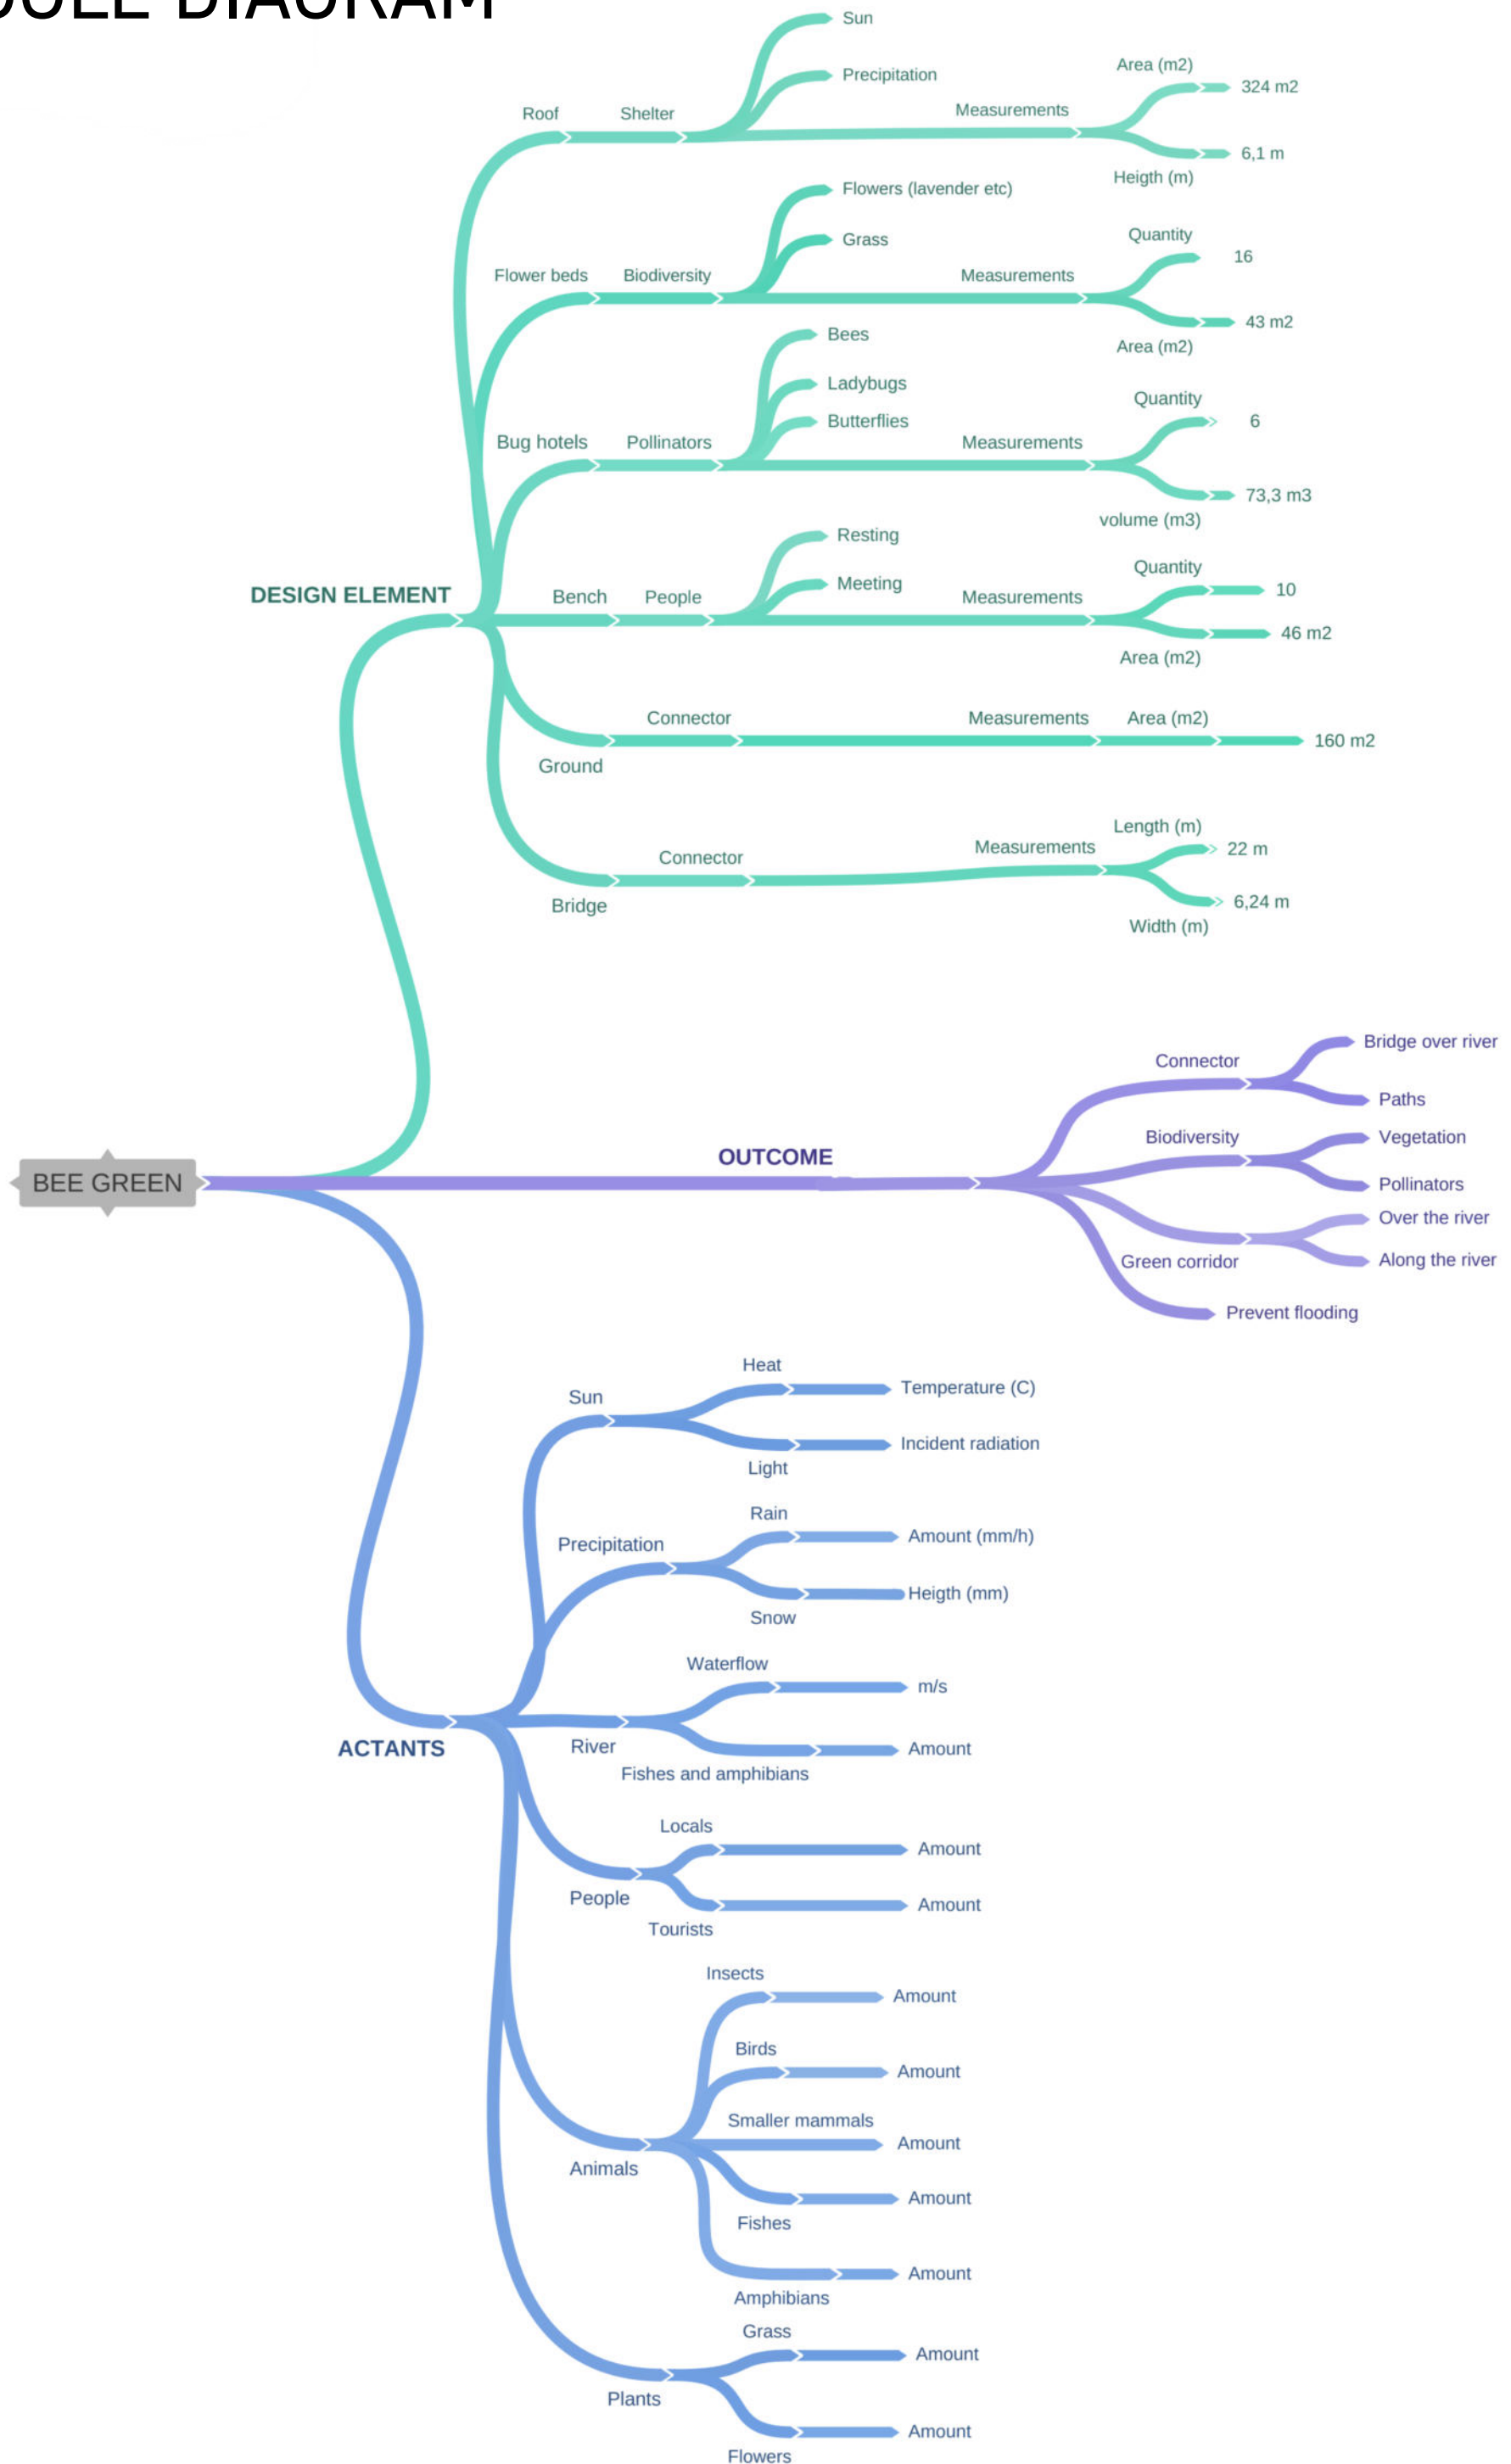 DIAGRAM
Sun
Precipitation
Roof
Shelter
Measurements
Area (m2)
324 m2
6,1 m
Heigth (m)
Flowers (lavender etc)
Grass
Flower beds
Biodiversity
Measurements
Quantity
16
43 m2
Area (m2)
Bees
Ladybugs
Butterflies
Bug hotels
Pollinators
Measurements
Quantity
6
73,3 m3
volume (m3)
Resting
Meeting
DESIGN ELEMENT
Bench
People
Measurements
Quantity
10
46 m2
Area (m2)
Ground
Connector
Measurements
Area (m2)
160 m2
Bridge
Connector
Measurements
Length (m)
22 m
6,24 m
Width (m)
BEE GREEN
OUTCOME
Connector
Bridge over river
Paths
Biodiversity
Vegetation
Pollinators
Green corridor
Over the river
Along the river
Prevent flooding
ACTANTS
Sun
Heat
Temperature (C)
Light
Incident radiation
Precipitation
Rain
Amount (mm/h)
Snow
Heigth (mm)
River
Waterflow
m/s
Fishes and amphibians
Amount
People
Locals
Amount
Tourists
Amount
Animals
Insects
Amount
Birds
Amount
Smaller mammals
Amount
Fishes
Amount
Amphibians
Amount
Plants
Grass
Amount
Flowers
Amount